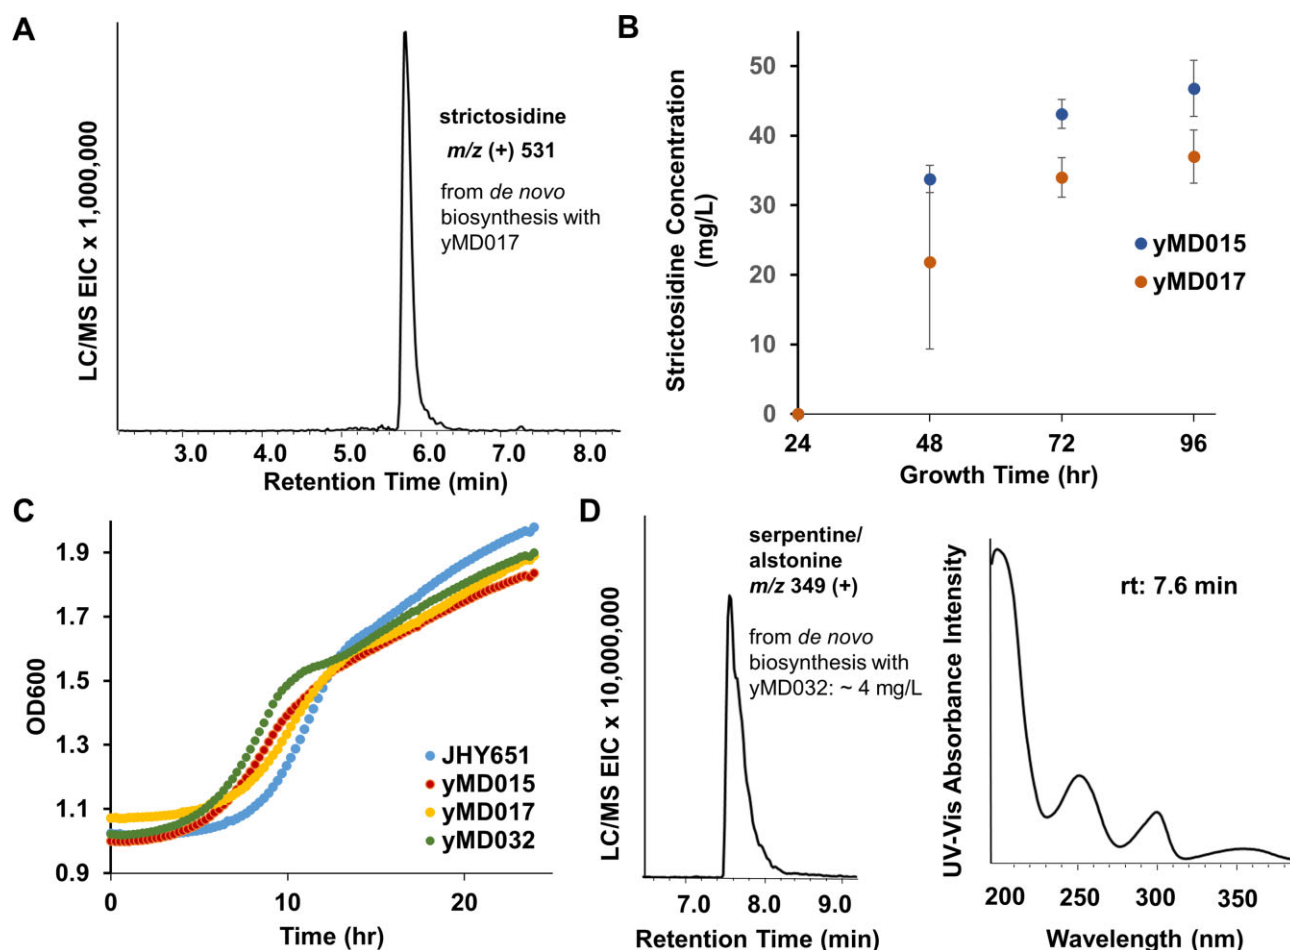 A
LC/MS EIC x 1,000,000
strictosidine
m/z (+) 531
from de novo
biosynthesis with
yMD017
3.0 4.0 5.0 6.0 7.0 8.0
Retention Time (min)
B
Strictosidine Concentration
(mg/L)
50
40
30
20
10
0
yMD015
yMD017
24 48 72 96
Growth Time (hr)
C
OD600
1.9
1.7
1.5
1.3
1.1
0.9
JHY651
yMD015
yMD017
yMD032
0 10 20
Time (hr)
D
LC/MS EIC x 10,000,000
serpentine/
alstonine
m/z 349 (+)
from de novo
biosynthesis with
yMD032: ~ 4 mg/L
7.0 8.0 9.0
Retention Time (min)
UV-Vis Absorbance Intensity
rt: 7.6 min
200 250 300 350
Wavelength (nm)